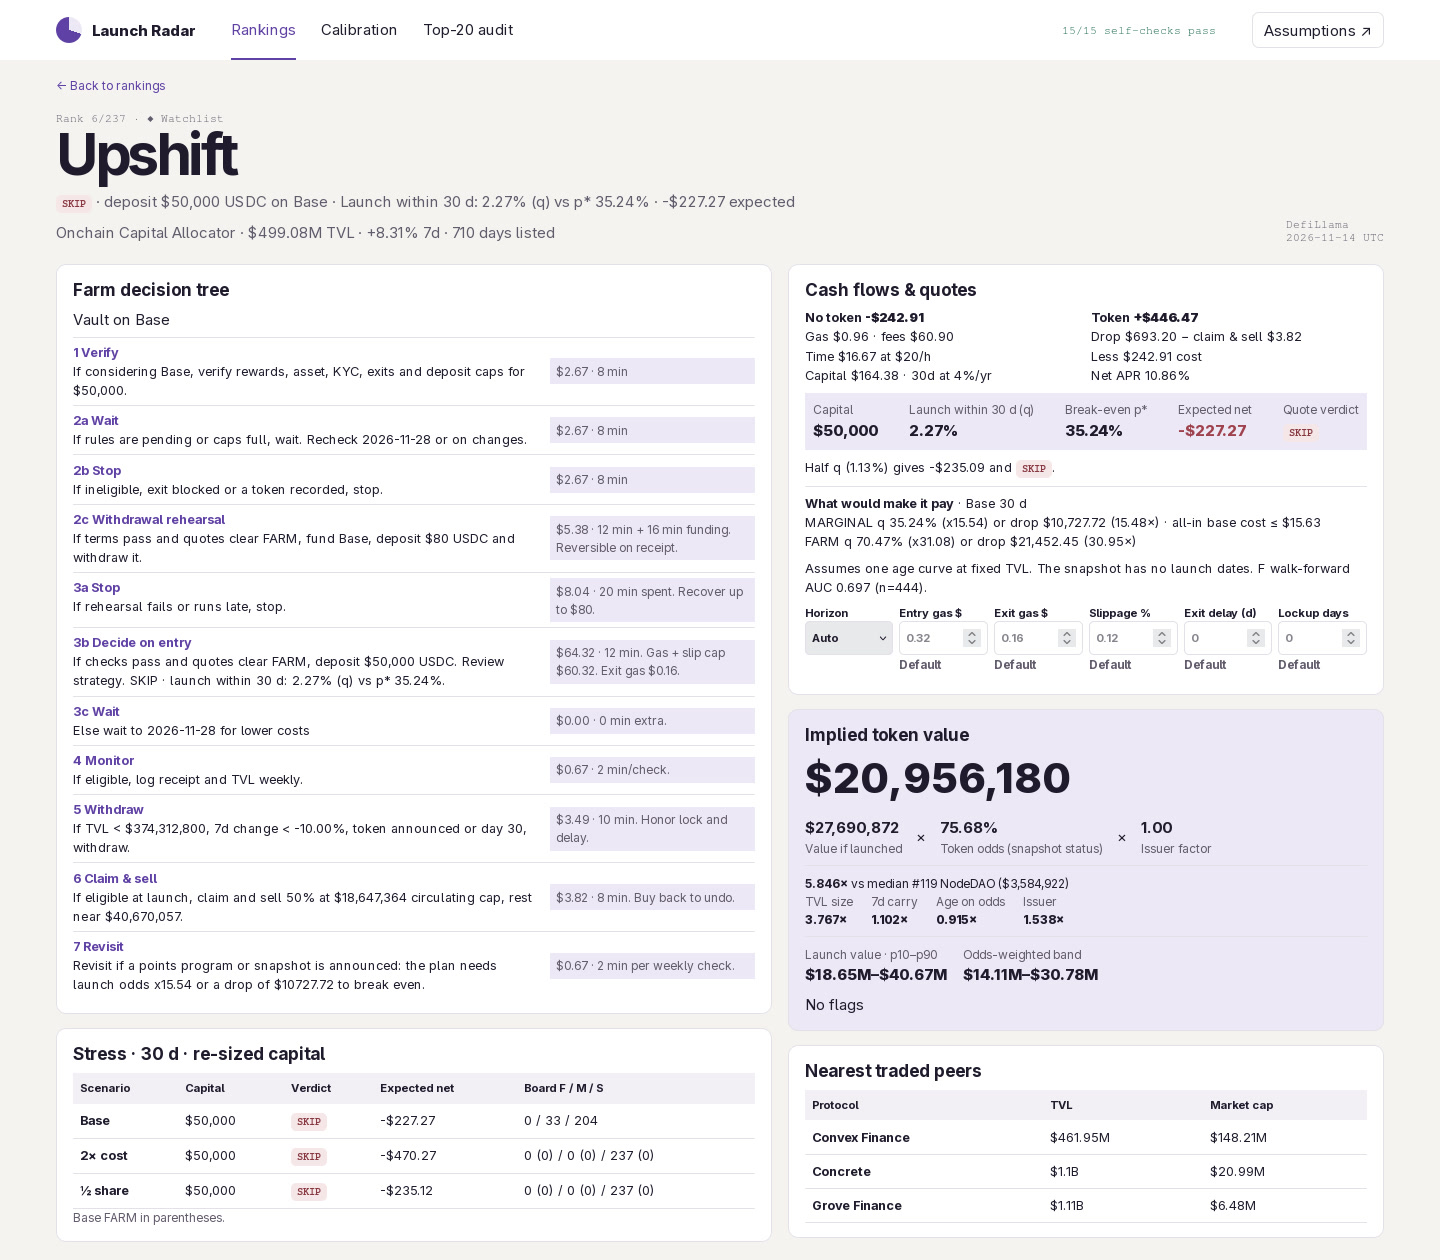 Launch Radar
Rankings
Calibration
Top-20 audit
15/15 self-checks pass
Assumptions ↗
← Back to rankings
Rank 6/237 · ◆ Watchlist
Upshift
SKIP · deposit $50,000 USDC on Base · Launch within 30 d: 2.27% (q) vs p* 35.24% · -$227.27 expected
Onchain Capital Allocator · $499.08M TVL · +8.31% 7d · 710 days listed
DefiLlama
2026-11-14 UTC
Farm decision tree
Vault on Base
1 Verify
If considering Base, verify rewards, asset, KYC, exits and deposit caps for
$50,000.
$2.67 · 8 min
2a Wait
If rules are pending or caps full, wait. Recheck 2026-11-28 or on changes.
$2.67 · 8 min
2b Stop
If ineligible, exit blocked or a token recorded, stop.
$2.67 · 8 min
2c Withdrawal rehearsal
If terms pass and quotes clear FARM, fund Base, deposit $80 USDC and
withdraw it.
$5.38 · 12 min + 16 min funding.
Reversible on receipt.
3a Stop
If rehearsal fails or runs late, stop.
$8.04 · 20 min spent. Recover up
to $80.
3b Decide on entry
If checks pass and quotes clear FARM, deposit $50,000 USDC. Review
strategy. SKIP · launch within 30 d: 2.27% (q) vs p* 35.24%.
$64.32 · 12 min. Gas + slip cap
$60.32. Exit gas $0.16.
3c Wait
Else wait to 2026-11-28 for lower costs
$0.00 · 0 min extra.
4 Monitor
If eligible, log receipt and TVL weekly.
$0.67 · 2 min/check.
5 Withdraw
If TVL < $374,312,800, 7d change < -10.00%, token announced or day 30,
withdraw.
$3.49 · 10 min. Honor lock and
delay.
6 Claim & sell
If eligible at launch, claim and sell 50% at $18,647,364 circulating cap, rest
near $40,670,057.
$3.82 · 8 min. Buy back to undo.
7 Revisit
Revisit if a points program or snapshot is announced: the plan needs
launch odds x15.54 or a drop of $10727.72 to break even.
$0.67 · 2 min per weekly check.
Stress · 30 d · re-sized capital
Scenario Capital Verdict Expected net Board F / M / S
Base $50,000 SKIP -$227.27 0 / 33 / 204
2× cost $50,000 SKIP -$470.27 0 (0) / 0 (0) / 237 (0)
½ share $50,000 SKIP -$235.12 0 (0) / 0 (0) / 237 (0)
Base FARM in parentheses.
Cash flows & quotes
No token -$242.91
Gas $0.96 · fees $60.90
Time $16.67 at $20/h
Capital $164.38 · 30d at 4%/yr
Token +$446.47
Drop $693.20 − claim & sell $3.82
Less $242.91 cost
Net APR 10.86%
Capital Launch within 30 d (q) Break-even p* Expected net Quote verdict
$50,000 2.27% 35.24% -$227.27 SKIP
Half q (1.13%) gives -$235.09 and SKIP.
What would make it pay · Base 30 d
MARGINAL q 35.24% (x15.54) or drop $10,727.72 (15.48×) · all-in base cost ≤ $15.63
FARM q 70.47% (x31.08) or drop $21,452.45 (30.95×)
Assumes one age curve at fixed TVL. The snapshot has no launch dates. F walk-forward
AUC 0.697 (n=444).
Horizon Entry gas $ Exit gas $ Slippage % Exit delay (d) Lockup days
Auto 0.32 0.16 0.12 0 0
Default Default Default Default Default
Implied token value
$20,956,180
$27,690,872 × 75.68% × 1.00
Value if launched Token odds (snapshot status) Issuer factor
5.846× vs median #119 NodeDAO ($3,584,922)
TVL size 7d carry Age on odds Issuer
3.767× 1.102× 0.915× 1.538×
Launch value · p10–p90 Odds-weighted band
$18.65M–$40.67M $14.11M–$30.78M
No flags
Nearest traded peers
Protocol TVL Market cap
Convex Finance $461.95M $148.21M
Concrete $1.1B $20.99M
Grove Finance $1.11B $6.48M